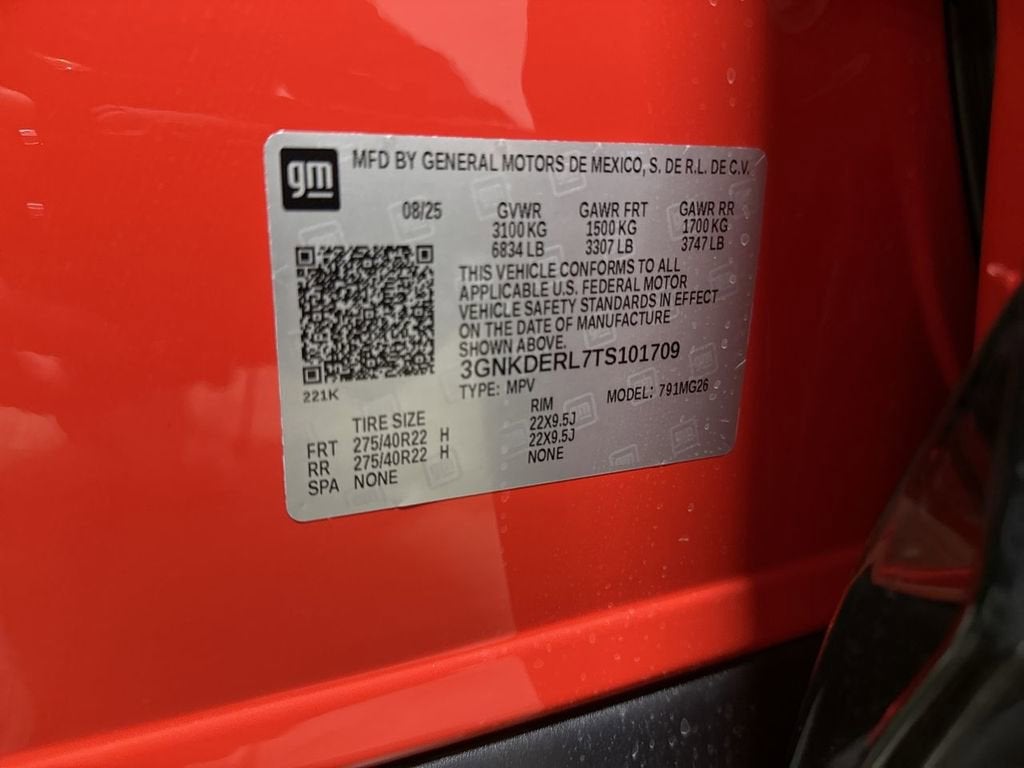 gm
MFD BY GENERAL MOTORS DE MEXICO, S. DE R.L. DE C.V.
08/25 GVWR GAWR FRT GAWR RR
3100 KG 1500 KG 1700 KG
6834 LB 3307 LB 3747 LB
THIS VEHICLE CONFORMS TO ALL
APPLICABLE U.S. FEDERAL MOTOR
VEHICLE SAFETY STANDARDS IN EFFECT
ON THE DATE OF MANUFACTURE
SHOWN ABOVE.
3GNKDERL7TS101709
221K
TYPE: MPV MODEL: 791MG26
TIRE SIZE RIM
FRT 275/40R22 H 22X9.5J
RR 275/40R22 H 22X9.5J
SPA NONE NONE